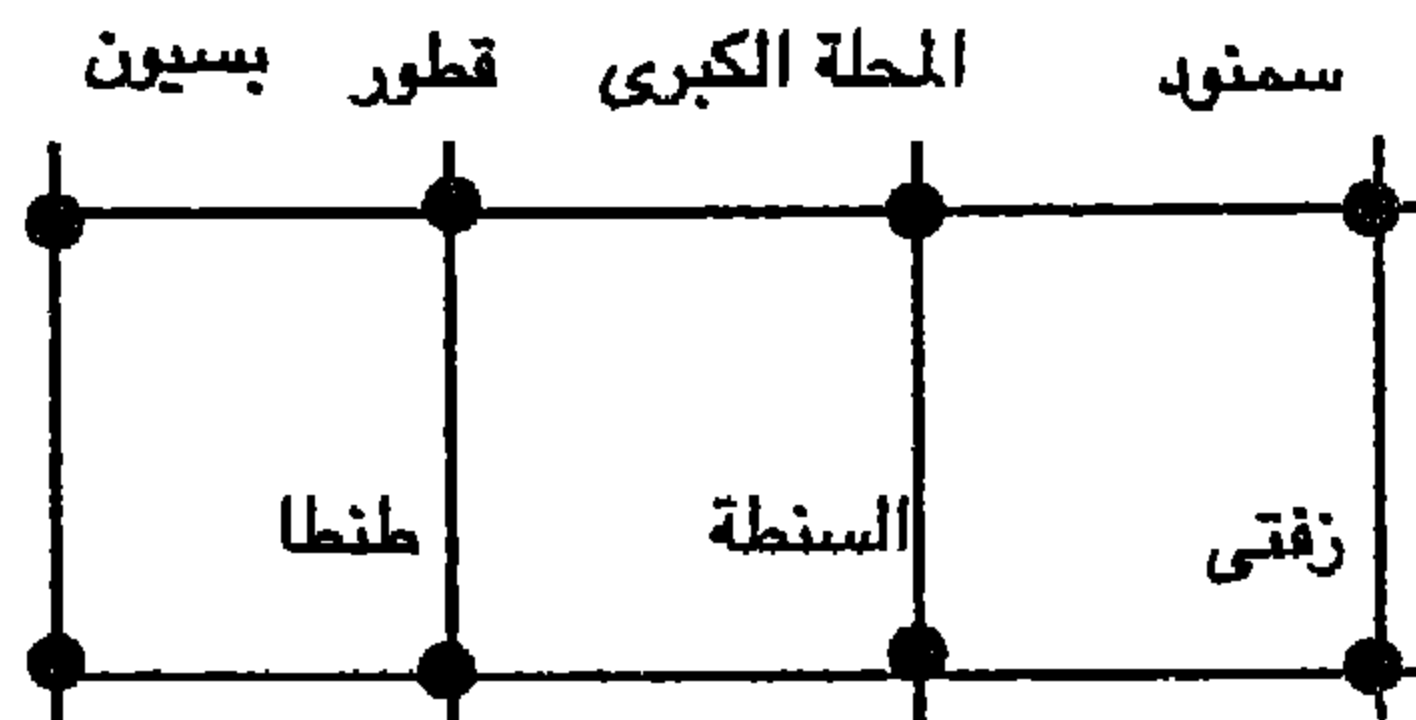 سمنود المحلة الكبرى قطور بسيون
زفتى السنطة طنطا